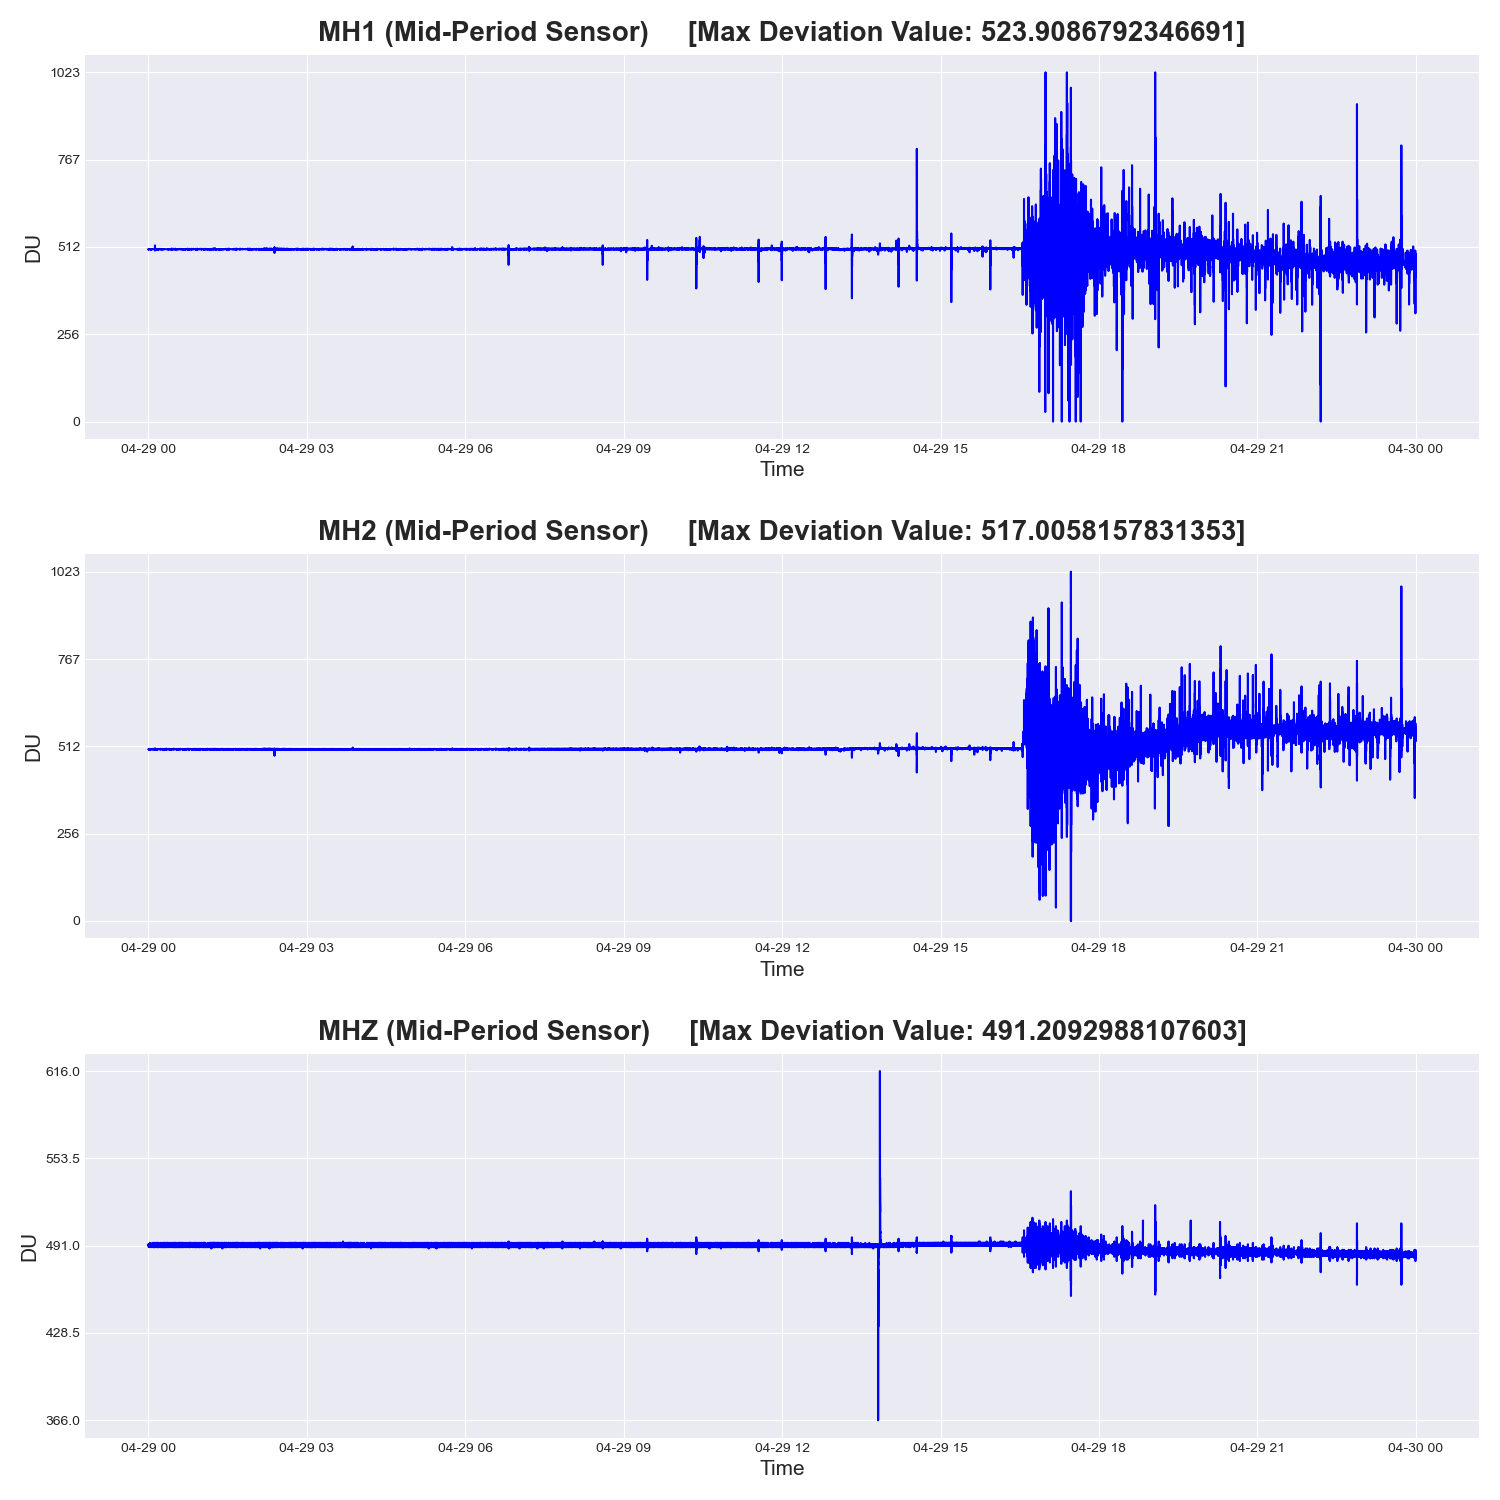 MH1 (Mid-Period Sensor) [Max Deviation Value: 523.9086792346691]
1023
767
512
256
0
DU
04-29 00 04-29 03 04-29 06 04-29 09 04-29 12 04-29 15 04-29 18 04-29 21 04-30 00
Time
MH2 (Mid-Period Sensor) [Max Deviation Value: 517.0058157831353]
1023
767
512
256
0
DU
04-29 00 04-29 03 04-29 06 04-29 09 04-29 12 04-29 15 04-29 18 04-29 21 04-30 00
Time
MHZ (Mid-Period Sensor) [Max Deviation Value: 491.2092988107603]
616.0
553.5
491.0
428.5
366.0
DU
04-29 00 04-29 03 04-29 06 04-29 09 04-29 12 04-29 15 04-29 18 04-29 21 04-30 00
Time